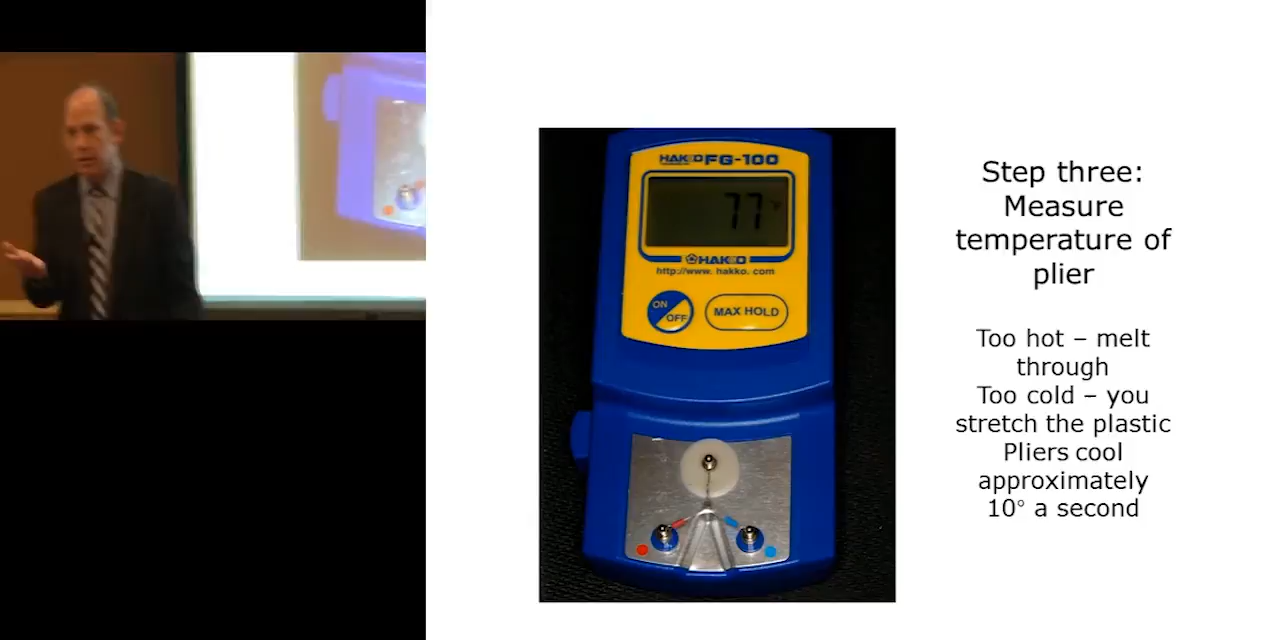 HAKKO FG-100
77 °F
HAKKO
http://www. hakko. com
ON
OFF
MAX HOLD
Step three:
Measure
temperature of
plier
Too hot – melt
through
Too cold – you
stretch the plastic
Pliers cool
approximately
10° a second